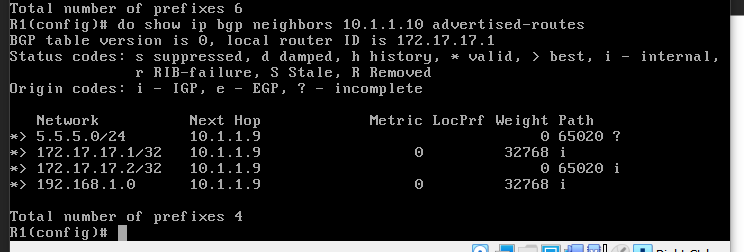 Total number of prefixes 6
R1(config)# do show ip bgp neighbors 10.1.1.10 advertised-routes
BGP table version is 0, local router ID is 172.17.17.1
Status codes: s suppressed, d damped, h history, * valid, > best, i - internal,
r RIB-failure, S Stale, R Removed
Origin codes: i - IGP, e - EGP, ? - incomplete
Network Next Hop Metric LocPrf Weight Path
*> 5.5.5.0/24 10.1.1.9 0 65020 ?
*> 172.17.17.1/32 10.1.1.9 0 32768 i
*> 172.17.17.2/32 10.1.1.9 0 65020 i
*> 192.168.1.0 10.1.1.9 0 32768 i
Total number of prefixes 4
R1(config)#